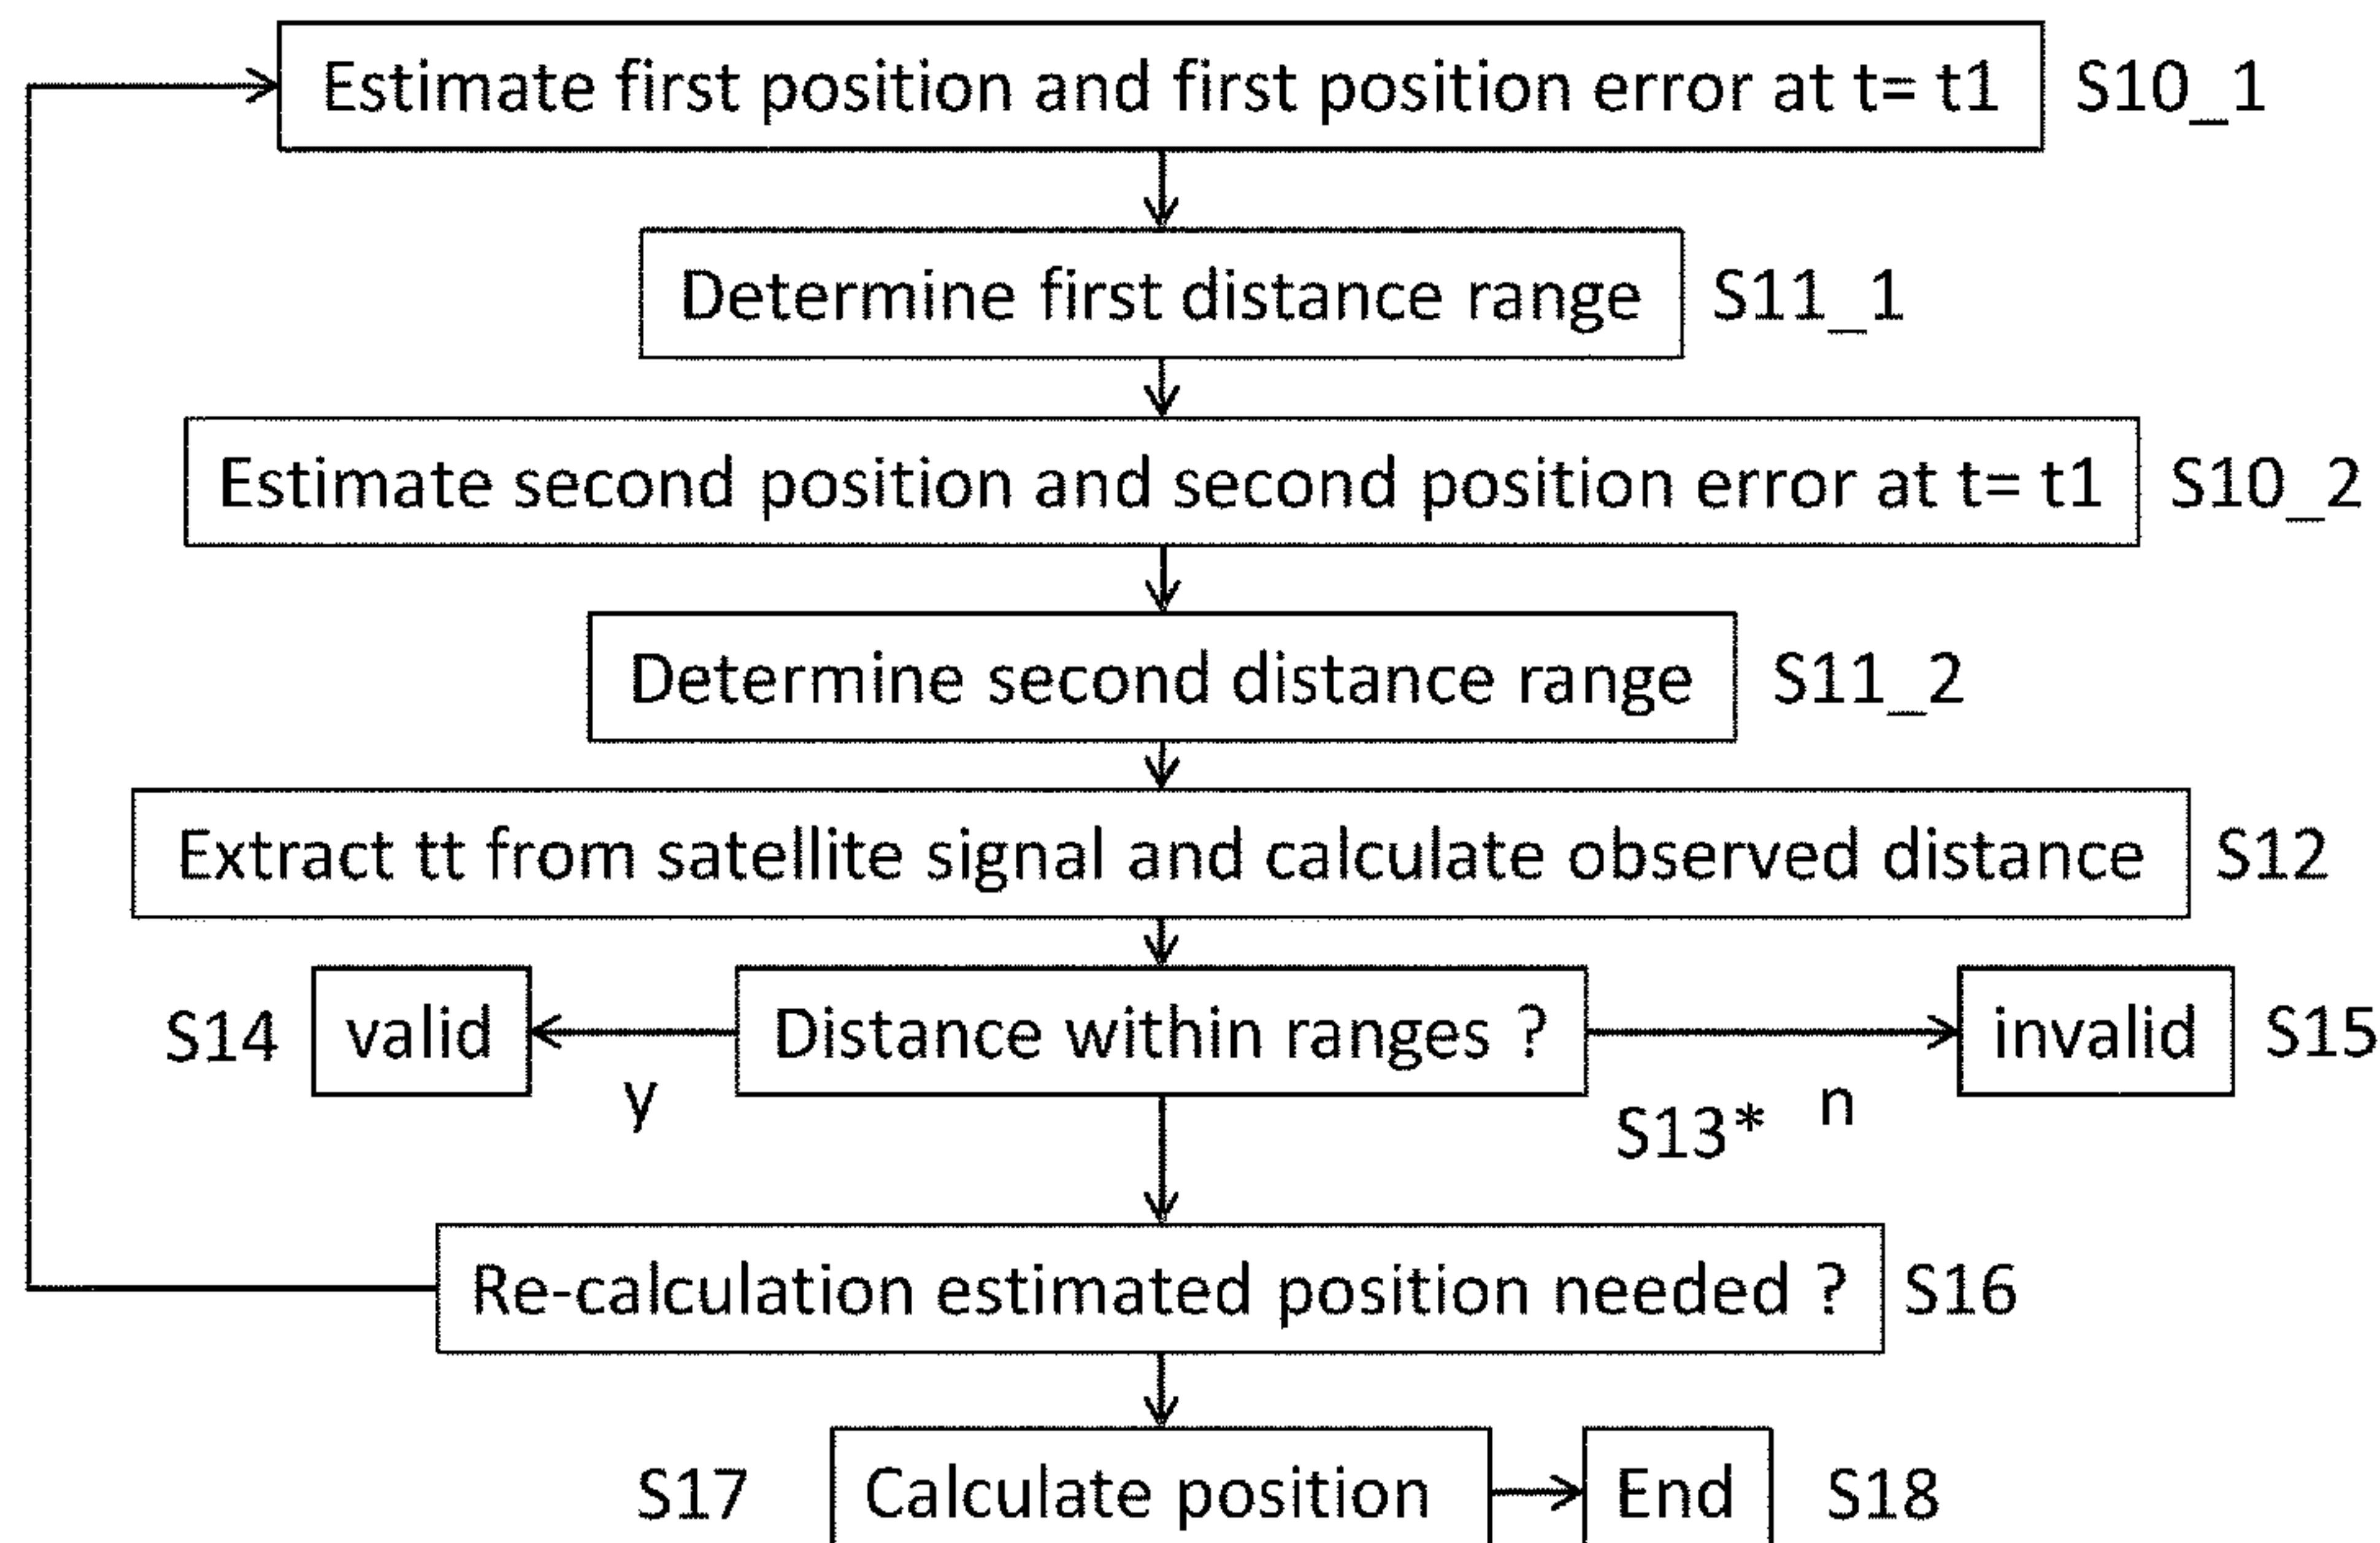 Estimate first position and first position error at t= t1 S10_1
Determine first distance range S11_1
Estimate second position and second position error at t= t1 S10_2
Determine second distance range S11_2
Extract tt from satellite signal and calculate observed distance S12
S14 valid Distance within ranges ? invalid S15
y S13* n
Re-calculation estimated position needed ? S16
S17 Calculate position End S18